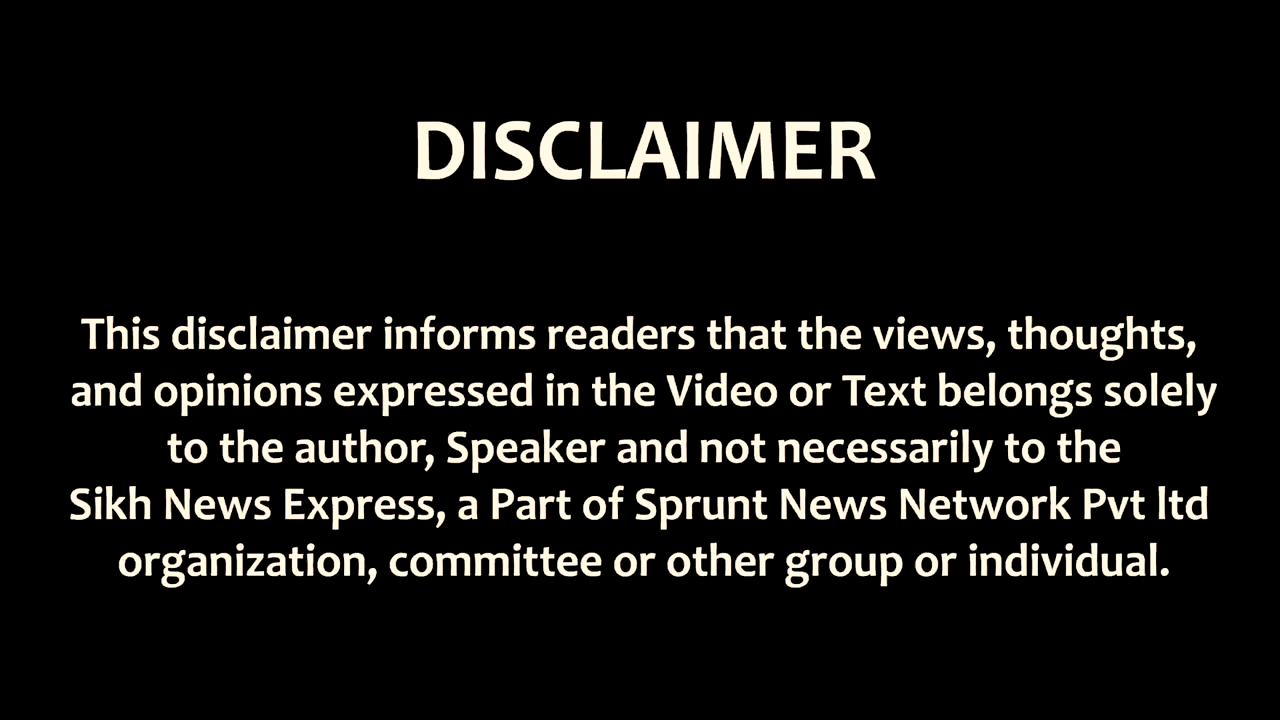 DISCLAIMER
This disclaimer informs readers that the views, thoughts,
and opinions expressed in the Video or Text belongs solely
to the author, Speaker and not necessarily to the
Sikh News Express, a Part of Sprunt News Network Pvt ltd
organization, committee or other group or individual.